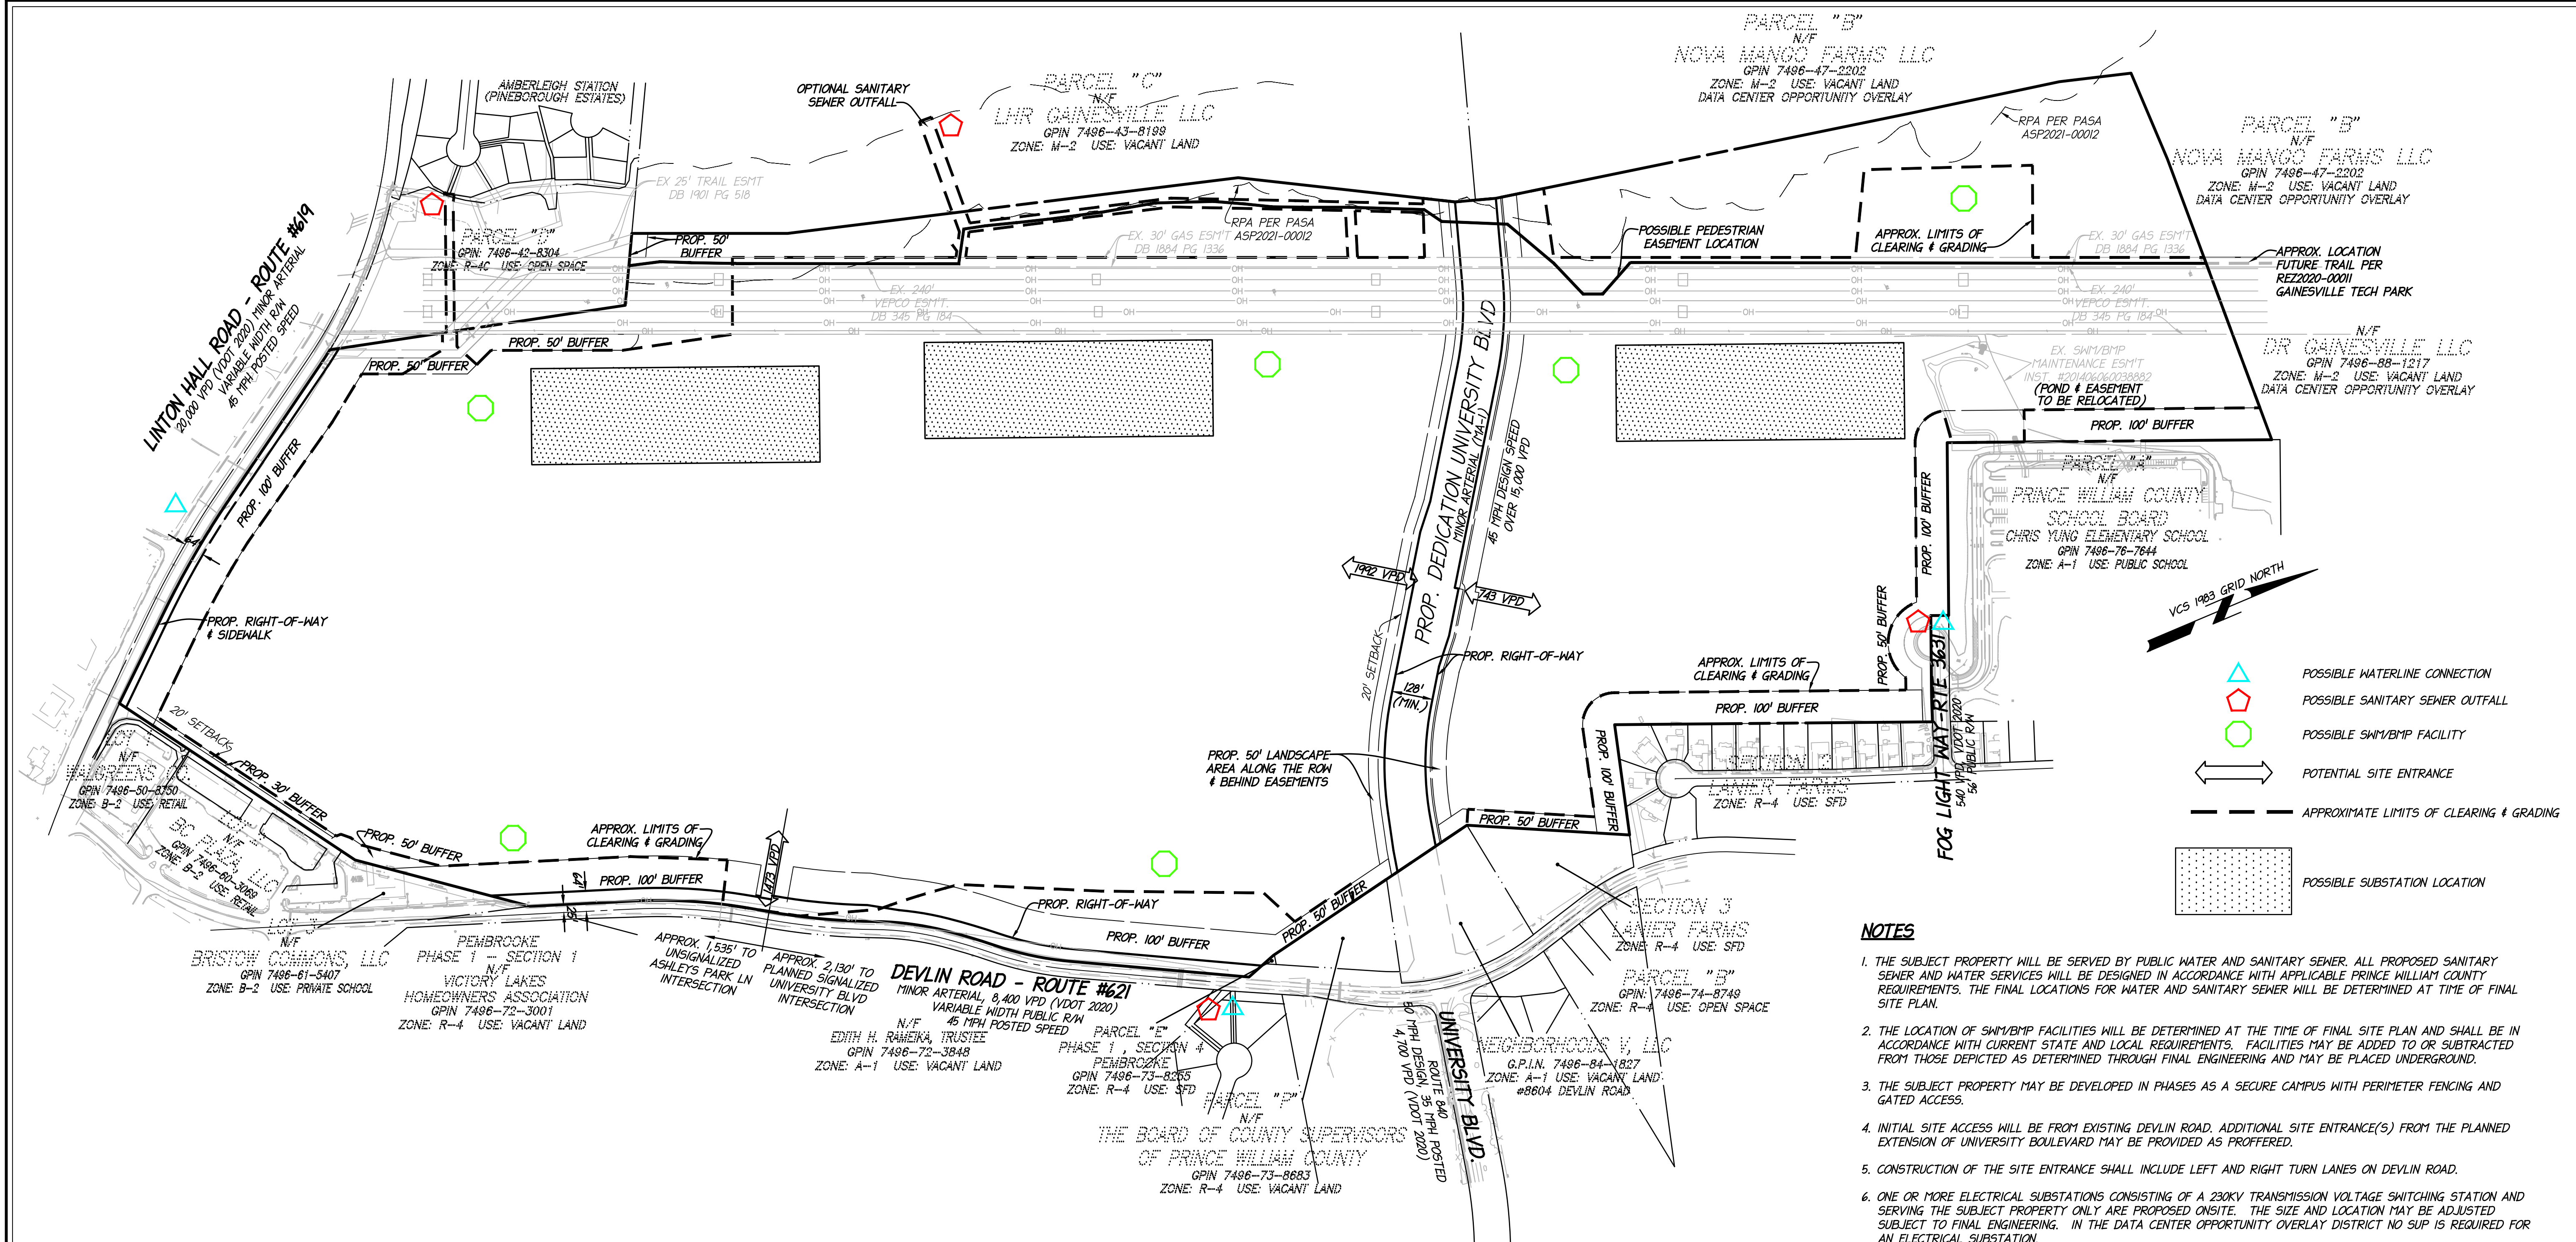 PARCEL "B"
N/F
NOVA MANGO FARMS LLC
GPIN 7496-47-2202
ZONE: M-2 USE: VACANT LAND
DATA CENTER OPPORTUNITY OVERLAY
AMBERLEIGH STATION
(PINEBOROUGH ESTATES)
OPTIONAL SANITARY
SEWER OUTFALL
PARCEL "C"
N/F
LHR GAINESVILLE LLC
GPIN 7496-43-8199
ZONE: M-2 USE: VACANT LAND
RPA PER PASA
ASP2021-00012
PARCEL "B"
N/F
NOVA MANGO FARMS LLC
GPIN 7496-47-2202
ZONE: M-2 USE: VACANT LAND
DATA CENTER OPPORTUNITY OVERLAY
EX 25' TRAIL ESMT
DB 1901 PG 518
LINTON HALL ROAD - ROUTE #619
20,000 VPD (VDOT 2020) MINOR ARTERIAL
VARIABLE WIDTH R/W
45 MPH POSTED SPEED
PARCEL "D"
GPIN: 7496-42-8304
ZONE: R-4C USE: OPEN SPACE
PROP. 50'
BUFFER
EX. 30' GAS ESM'T
DB 1884 PG 1336
RPA PER PASA
ASP2021-00012
POSSIBLE PEDESTRIAN
EASEMENT LOCATION
APPROX. LIMITS OF
CLEARING & GRADING
EX. 30' GAS ESM'T
DB 1884 PG 1336
APPROX. LOCATION
FUTURE TRAIL PER
REZ2020-00011
GAINESVILLE TECH PARK
EX. 240'
VEPCO ESM'T.
DB 345 PG 184
EX. 240'
VEPCO ESM'T.
DB 345 PG 184
N/F
DR GAINESVILLE LLC
GPIN 7496-88-1217
ZONE: M-2 USE: VACANT LAND
DATA CENTER OPPORTUNITY OVERLAY
PROP. 50' BUFFER
PROP. 50' BUFFER
EX. SWM/BMP
MAINTENANCE ESM'T
INST. #201406060038882
(POND & EASEMENT
TO BE RELOCATED)
PROP. 100' BUFFER
PROP. 100' BUFFER
64'
PROP. RIGHT-OF-WAY
& SIDEWALK
PROP. DEDICATION UNIVERSITY BLVD
MINOR ARTERIAL (MA-1)
45 MPH DESIGN SPEED
OVER 15,000 VPD
1992 VPD
743 VPD
20' SETBACK
PROP. RIGHT-OF-WAY
128'
(MIN.)
PROP. 50' LANDSCAPE
AREA ALONG THE ROW
& BEHIND EASEMENTS
PARCEL "A"
N/F
PRINCE WILLIAM COUNTY
SCHOOL BOARD
CHRIS YUNG ELEMENTARY SCHOOL
GPIN 7496-76-7644
ZONE: A-1 USE: PUBLIC SCHOOL
PROP. 100' BUFFER
PROP. 50' BUFFER
APPROX. LIMITS OF
CLEARING & GRADING
PROP. 100' BUFFER
PROP. 100' BUFFER
PROP. 50' BUFFER
SECTION 2
LANIER FARMS
ZONE: R-4 USE: SFD
FOG LIGHT WAY-RTE 3631
540 VPD VDOT 2020
56' PUBLIC R/W
VCS 1983 GRID NORTH
POSSIBLE WATERLINE CONNECTION
POSSIBLE SANITARY SEWER OUTFALL
POSSIBLE SWM/BMP FACILITY
POTENTIAL SITE ENTRANCE
APPROXIMATE LIMITS OF CLEARING & GRADING
POSSIBLE SUBSTATION LOCATION
20' SETBACK
PROP. 30' BUFFER
LOT 1
N/F
WALGREENS CO.
GPIN 7496-50-8750
ZONE: B-2 USE: RETAIL
N/F
BC PLAZA, LLC
GPIN 7496-60-3069
ZONE: B-2 USE:
RETAIL
LOT 3
N/F
BRISTOW COMMONS, LLC
GPIN 7496-61-5407
ZONE: B-2 USE: PRIVATE SCHOOL
PROP. 50' BUFFER
APPROX. LIMITS OF
CLEARING & GRADING
PROP. 100' BUFFER
64'
26'
1473 VPD
PROP. RIGHT-OF-WAY
PROP. 100' BUFFER
PROP. 50' BUFFER
PEMBROOKE
PHASE 1 - SECTION 1
N/F
VICTORY LAKES
HOMEOWNERS ASSOCIATION
GPIN 7496-72-3001
ZONE: R-4 USE: VACANT LAND
APPROX. 1,535' TO
UNSIGNALIZED
ASHLEYS PARK LN
INTERSECTION
APPROX. 2,130' TO
PLANNED SIGNALIZED
UNIVERSITY BLVD
INTERSECTION
DEVLIN ROAD - ROUTE #621
MINOR ARTERIAL, 8,400 VPD (VDOT 2020)
VARIABLE WIDTH PUBLIC R/W
45 MPH POSTED SPEED
N/F
EDITH H. RAMEIKA, TRUSTEE
GPIN 7496-72-3848
ZONE: A-1 USE: VACANT LAND
PARCEL "E"
PHASE 1 , SECTION 4
PEMBROOKE
GPIN 7496-73-8255
ZONE: R-4 USE: SFD
PARCEL "P"
N/F
THE BOARD OF COUNTY SUPERVISORS
OF PRINCE WILLIAM COUNTY
GPIN 7496-73-8683
ZONE: R-4 USE: VACANT LAND
UNIVERSITY BLVD.
ROUTE 840
50 MPH DESIGN, 35 MPH POSTED
4,700 VPD (VDOT 2020)
SECTION 3
LANIER FARMS
ZONE: R-4 USE: SFD
PARCEL "B"
GPIN: 7496-74-8749
ZONE: R-4 USE: OPEN SPACE
NEIGHBORHOODS V, LLC
G.P.I.N. 7496-84-1827
ZONE: A-1 USE: VACANT LAND
#8604 DEVLIN ROAD
NOTES
1. THE SUBJECT PROPERTY WILL BE SERVED BY PUBLIC WATER AND SANITARY SEWER. ALL PROPOSED SANITARY
SEWER AND WATER SERVICES WILL BE DESIGNED IN ACCORDANCE WITH APPLICABLE PRINCE WILLIAM COUNTY
REQUIREMENTS. THE FINAL LOCATIONS FOR WATER AND SANITARY SEWER WILL BE DETERMINED AT TIME OF FINAL
SITE PLAN.
2. THE LOCATION OF SWM/BMP FACILITIES WILL BE DETERMINED AT THE TIME OF FINAL SITE PLAN AND SHALL BE IN
ACCORDANCE WITH CURRENT STATE AND LOCAL REQUIREMENTS. FACILITIES MAY BE ADDED TO OR SUBTRACTED
FROM THOSE DEPICTED AS DETERMINED THROUGH FINAL ENGINEERING AND MAY BE PLACED UNDERGROUND.
3. THE SUBJECT PROPERTY MAY BE DEVELOPED IN PHASES AS A SECURE CAMPUS WITH PERIMETER FENCING AND
GATED ACCESS.
4. INITIAL SITE ACCESS WILL BE FROM EXISTING DEVLIN ROAD. ADDITIONAL SITE ENTRANCE(S) FROM THE PLANNED
EXTENSION OF UNIVERSITY BOULEVARD MAY BE PROVIDED AS PROFFERED.
5. CONSTRUCTION OF THE SITE ENTRANCE SHALL INCLUDE LEFT AND RIGHT TURN LANES ON DEVLIN ROAD.
6. ONE OR MORE ELECTRICAL SUBSTATIONS CONSISTING OF A 230KV TRANSMISSION VOLTAGE SWITCHING STATION AND
SERVING THE SUBJECT PROPERTY ONLY ARE PROPOSED ONSITE. THE SIZE AND LOCATION MAY BE ADJUSTED
SUBJECT TO FINAL ENGINEERING. IN THE DATA CENTER OPPORTUNITY OVERLAY DISTRICT NO SUP IS REQUIRED FOR
AN ELECTRICAL SUBSTATION.